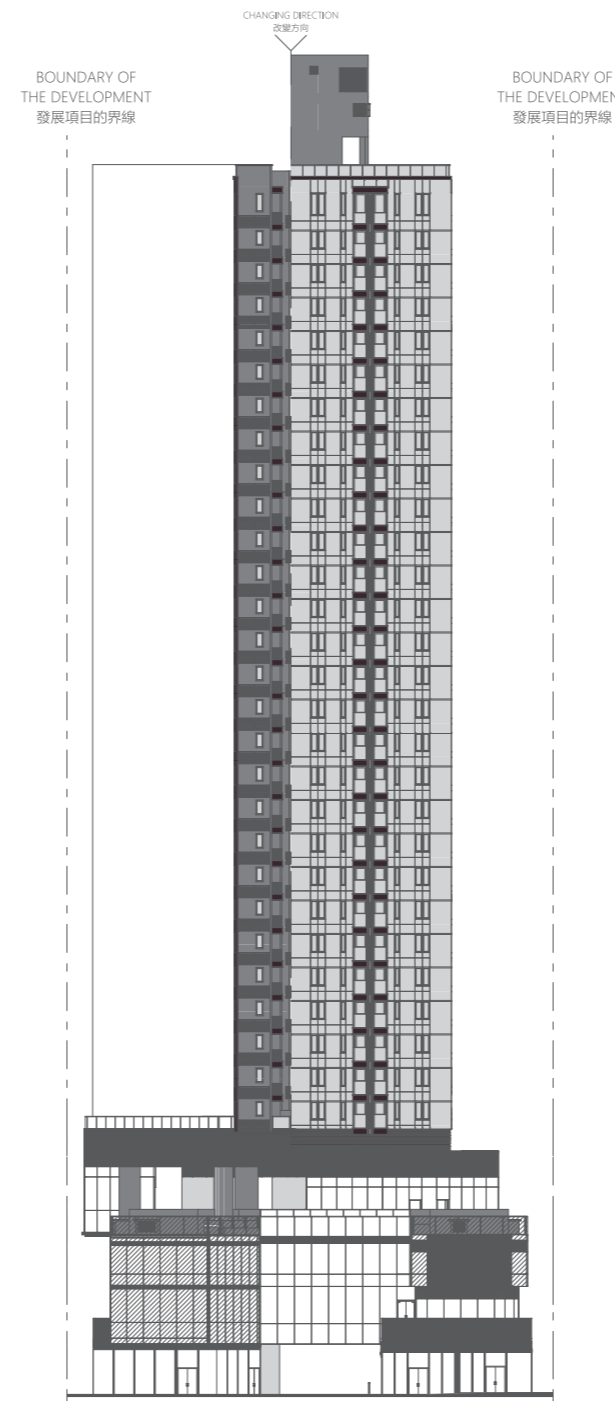 CHANGING DIRECTION
改變方向
BOUNDARY OF
THE DEVELOPMENT
發展項目的界線
BOUNDARY OF
THE DEVELOPMEN
發展項目的界線